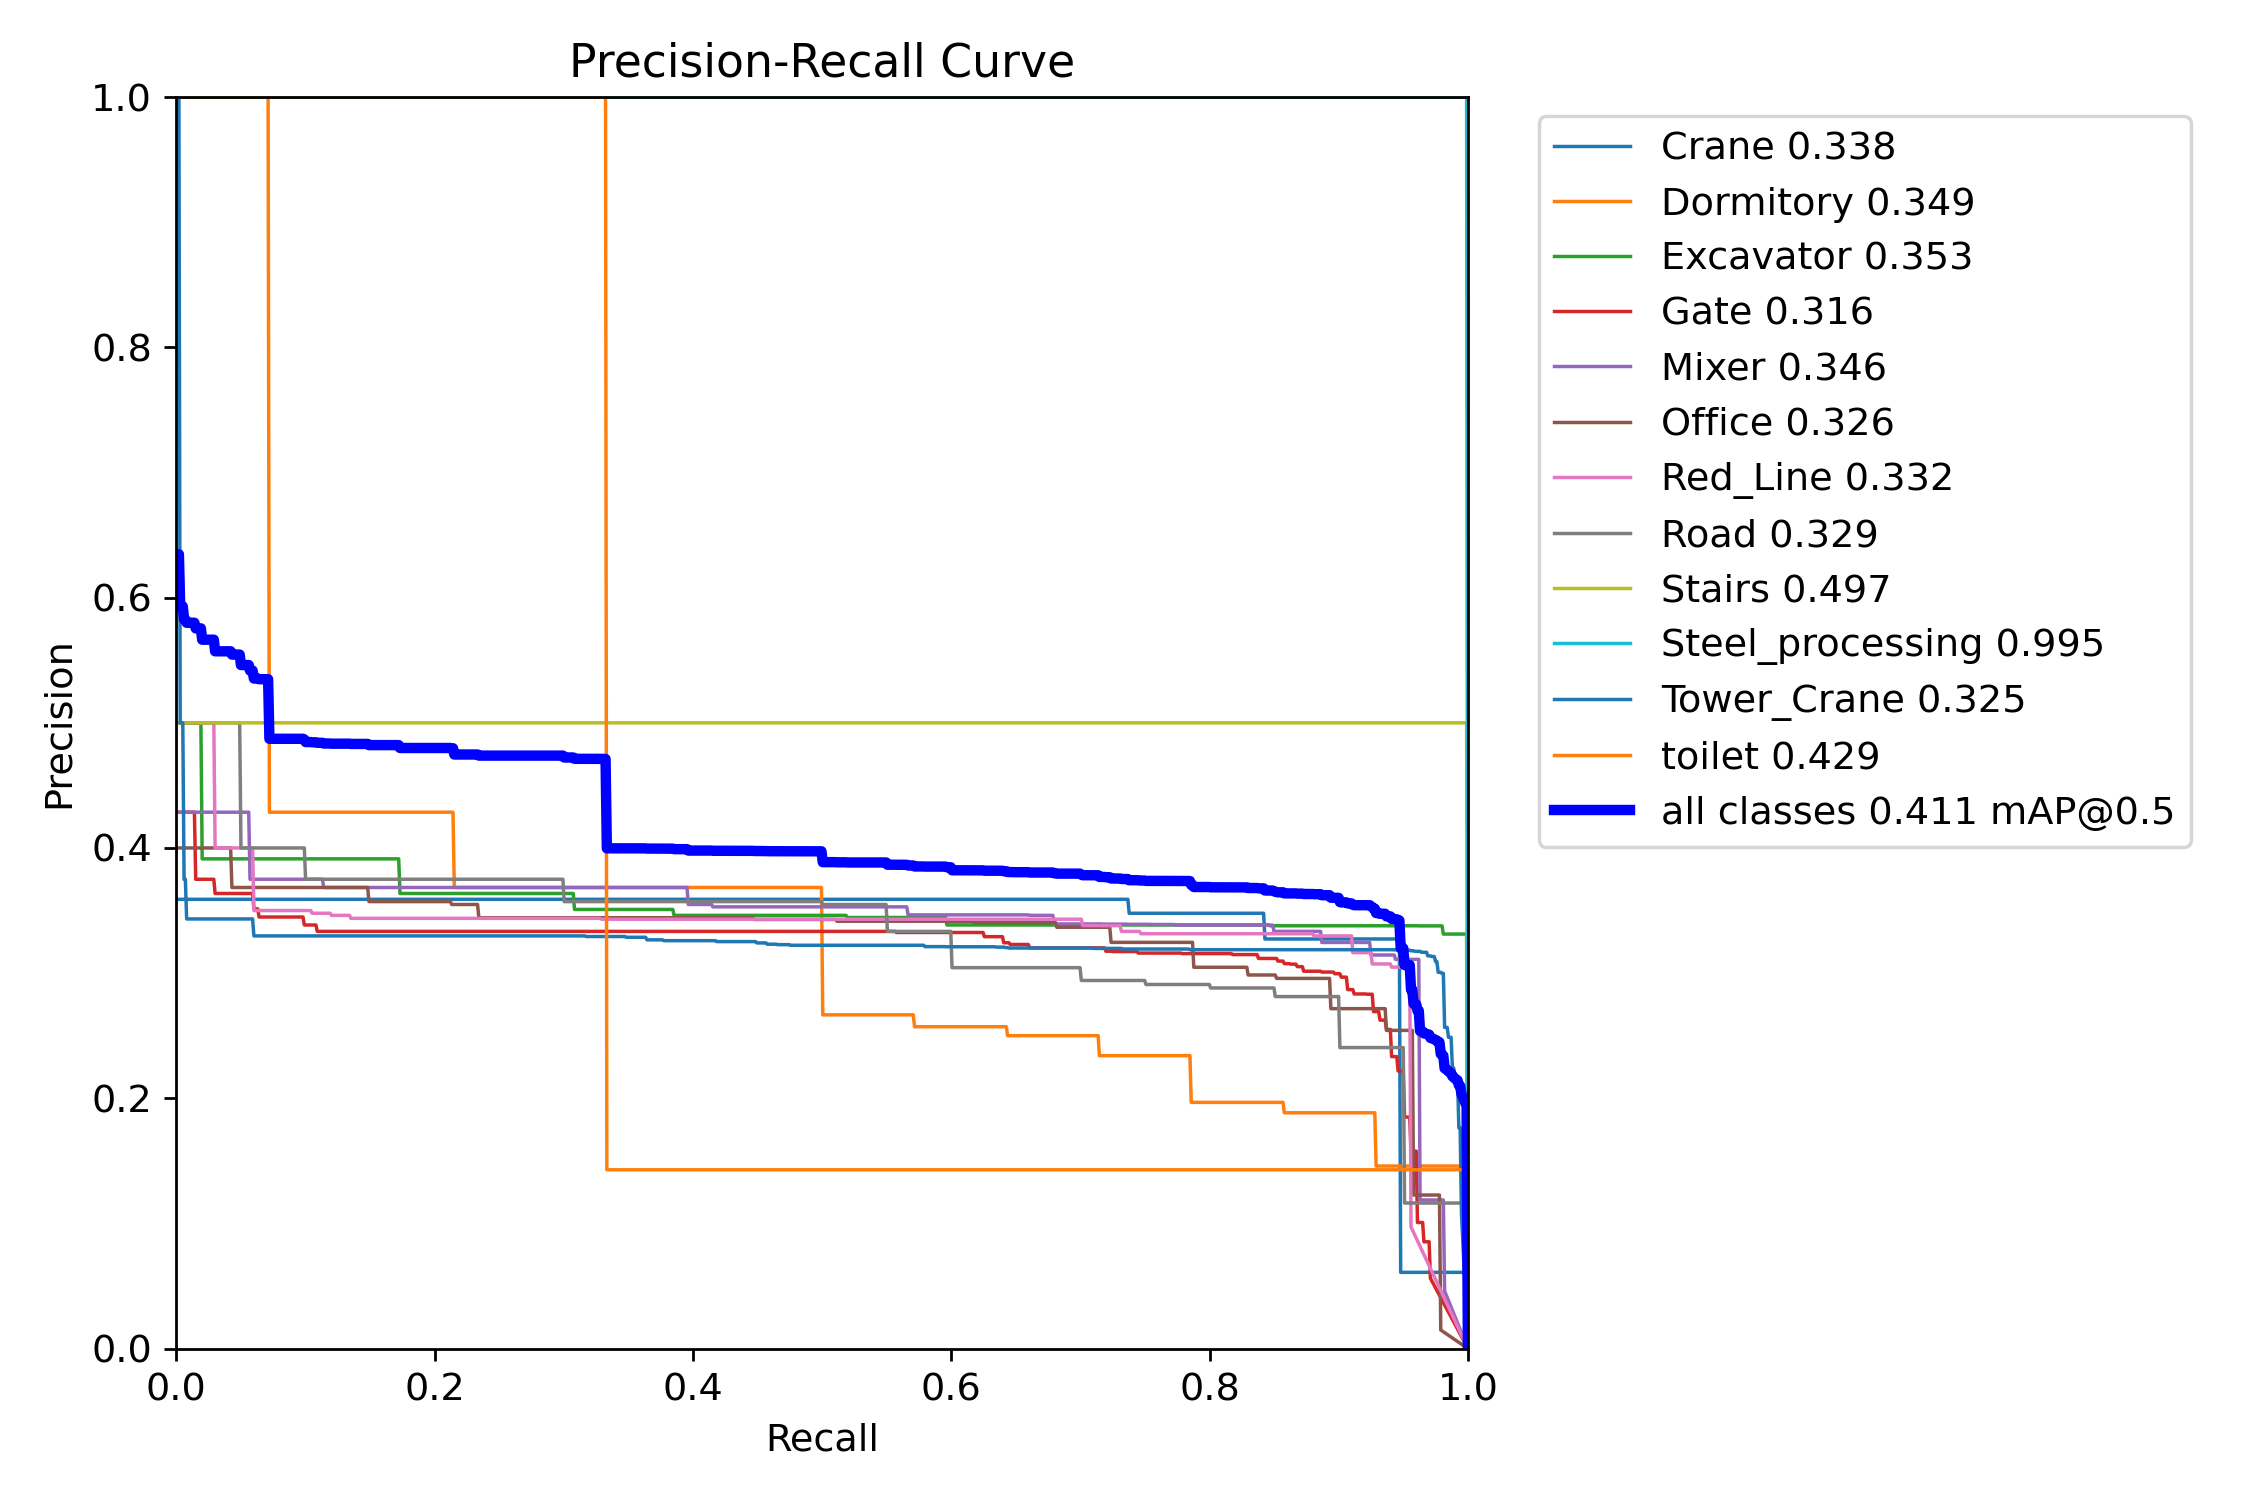 Precision-Recall Curve
1.0
0.8
0.6
0.4
0.2
0.0
Precision
0.0 0.2 0.4 0.6 0.8 1.0
Recall
Crane 0.338
Dormitory 0.349
Excavator 0.353
Gate 0.316
Mixer 0.346
Office 0.326
Red_Line 0.332
Road 0.329
Stairs 0.497
Steel_processing 0.995
Tower_Crane 0.325
toilet 0.429
all classes 0.411 mAP@0.5